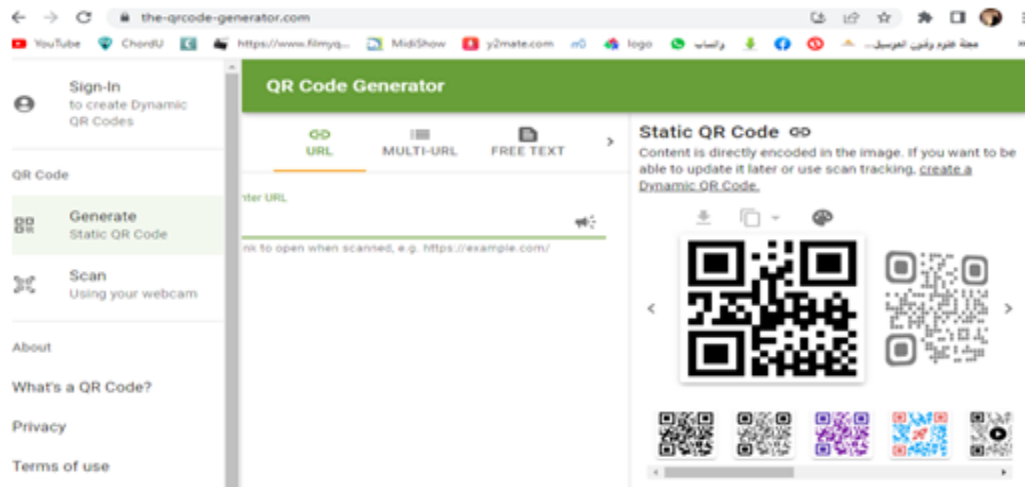 the-qrcode-generator.com
YouTube ChordU https://www.filmyq... MidiShow y2mate.com logo واتساب مجلة علوم وفنون الموسيقى...
Sign-In
to create Dynamic
QR Codes
QR Code
Generate
Static QR Code
Scan
Using your webcam
About
What's a QR Code?
Privacy
Terms of use
QR Code Generator
URL MULTI-URL FREE TEXT
nter URL
nk to open when scanned, e.g. https://example.com/
Static QR Code
Content is directly encoded in the image. If you want to be
able to update it later or use scan tracking, create a
Dynamic QR Code.